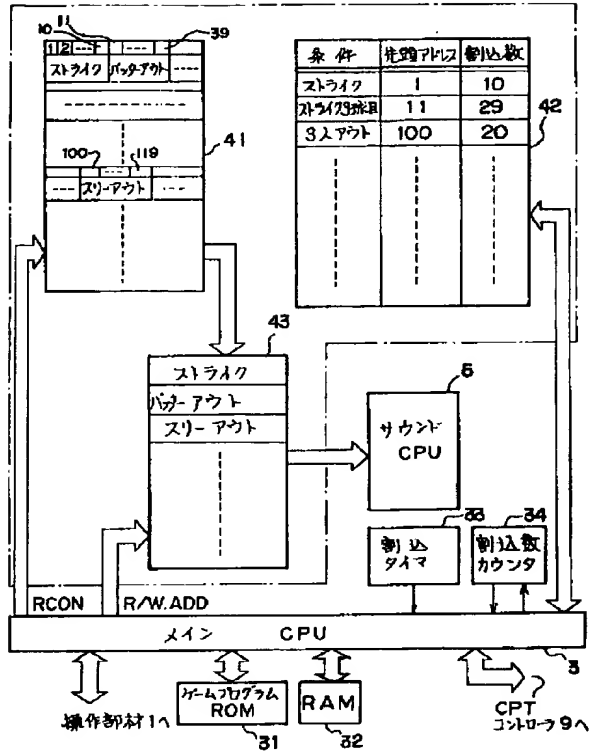 10 11 39
1 2
ストライク バッターアウト
41
100 119
スリーアウト
条件 先頭アドレス 割込数
ストライク 1 10
ストライク3球目 11 29
3人アウト 100 20
42
43
ストライク
バッターアウト
スリーアウト
5
サウンド
CPU
33
割込
タイマ
34
割込数
カウンタ
RCON R/W.ADD
メイン CPU
3
操作部材1へ
ゲームプログラム
ROM
31
RAM
32
CPT
コントローラ9へ